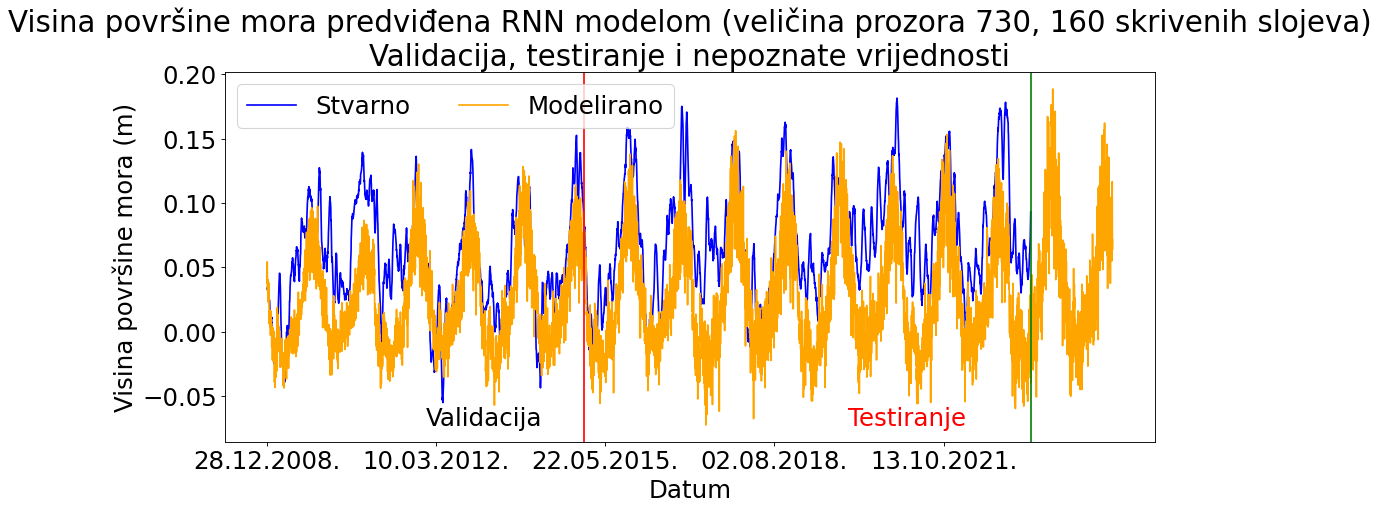 Visina površine mora predviđena RNN modelom (veličina prozora 730, 160 skrivenih slojeva)
Validacija, testiranje i nepoznate vrijednosti
Stvarno
Modelirano
Visina površine mora (m)
0.20
0.15
0.10
0.05
0.00
−0.05
Validacija
Testiranje
28.12.2008.
10.03.2012.
22.05.2015.
02.08.2018.
13.10.2021.
Datum